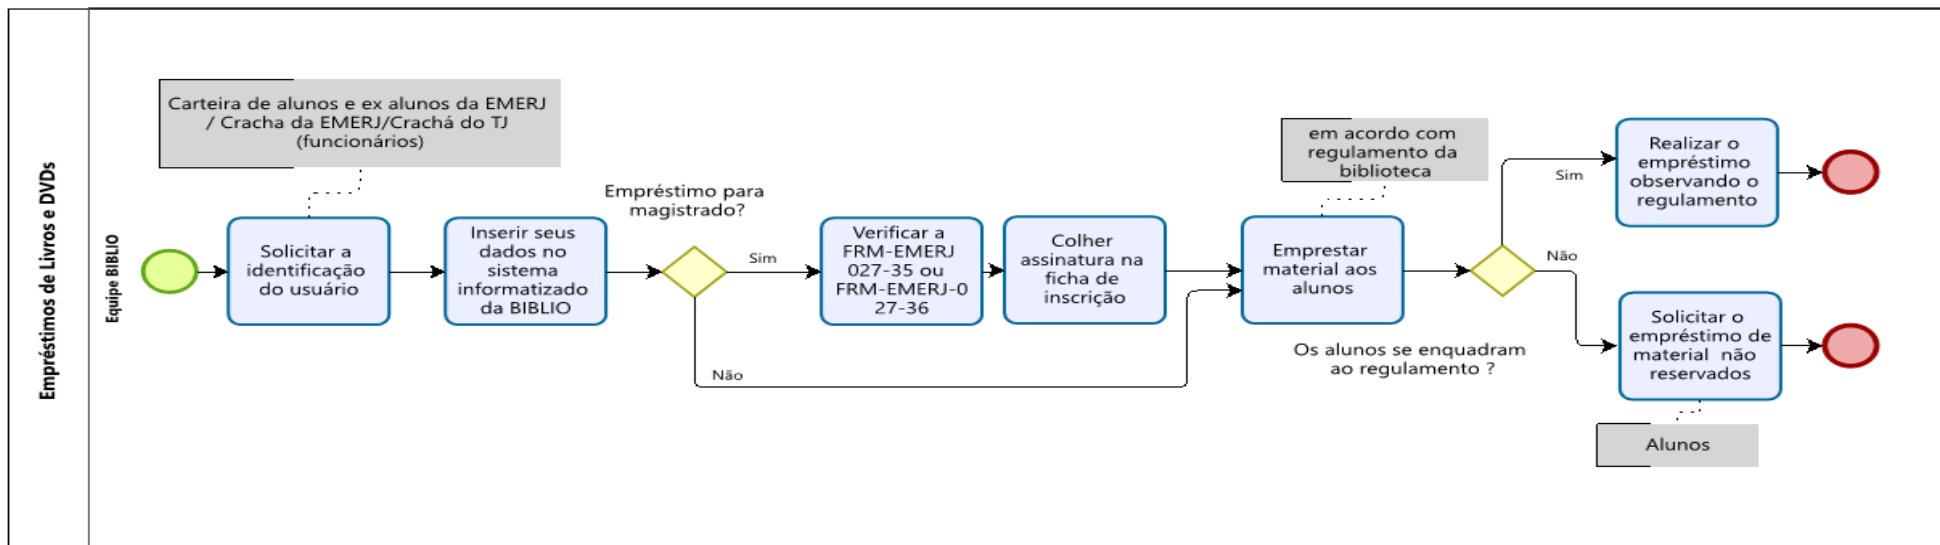 Empréstimos de Livros e DVDs
Equipe BIBLIO
Carteira de alunos e ex alunos da EMERJ
/ Cracha da EMERJ/Crachá do TJ
(funcionários)
Solicitar a
identificação
do usuário
Inserir seus
dados no
sistema
informatizado
da BIBLIO
Empréstimo para
magistrado?
Sim
Não
Verificar a
FRM-EMERJ
027-35 ou
FRM-EMERJ-0
27-36
Colher
assinatura na
ficha de
inscrição
em acordo com
regulamento da
biblioteca
Emprestar
material aos
alunos
Os alunos se enquadram
ao regulamento ?
Sim
Não
Realizar o
empréstimo
observando o
regulamento
Solicitar o
empréstimo de
material não
reservados
Alunos